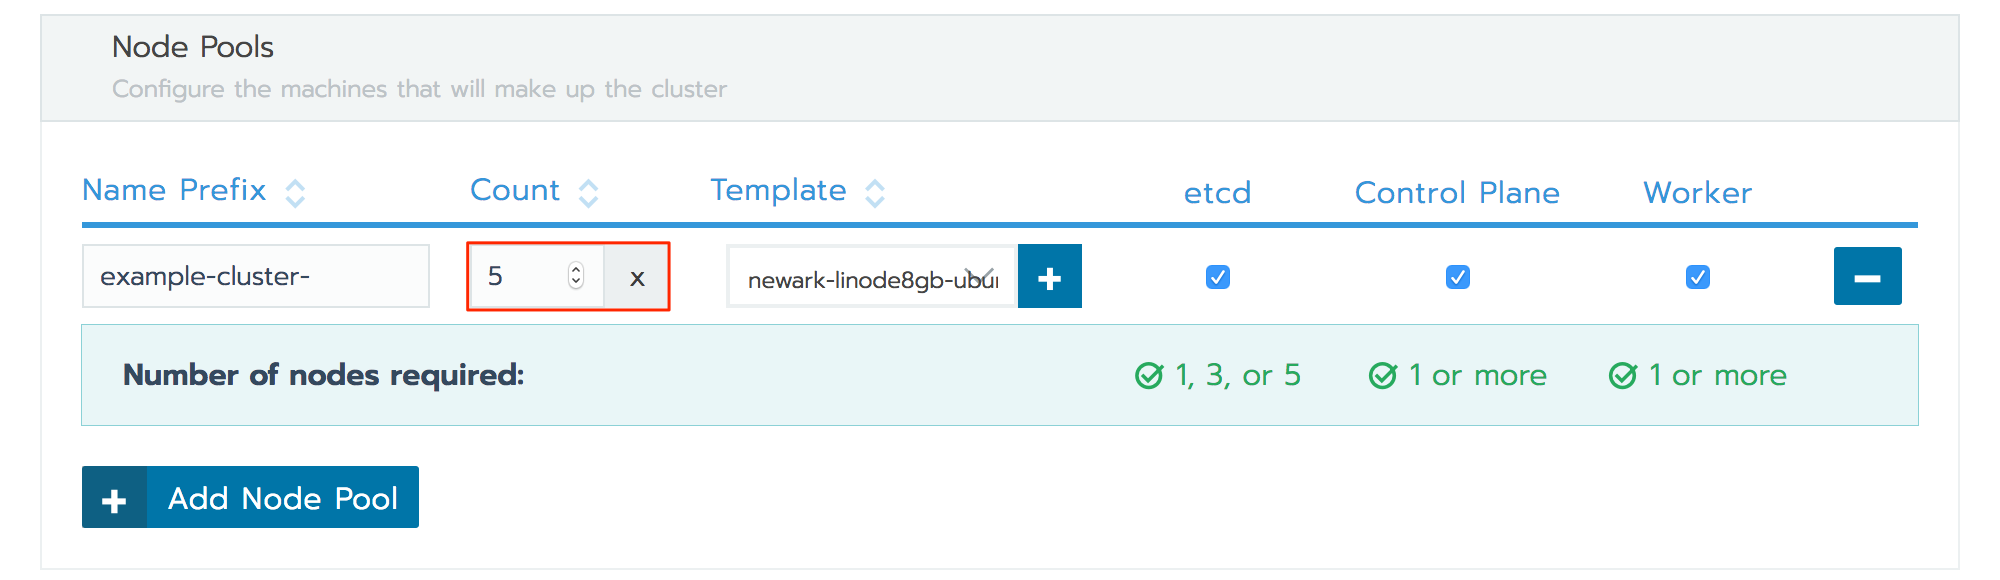 Node Pools
Configure the machines that will make up the cluster
Name Prefix Count Template etcd Control Plane Worker
example-cluster- 5 x newark-linode8gb-
Number of nodes required: 1, 3, or 5 1 or more 1 or more
Add Node Pool